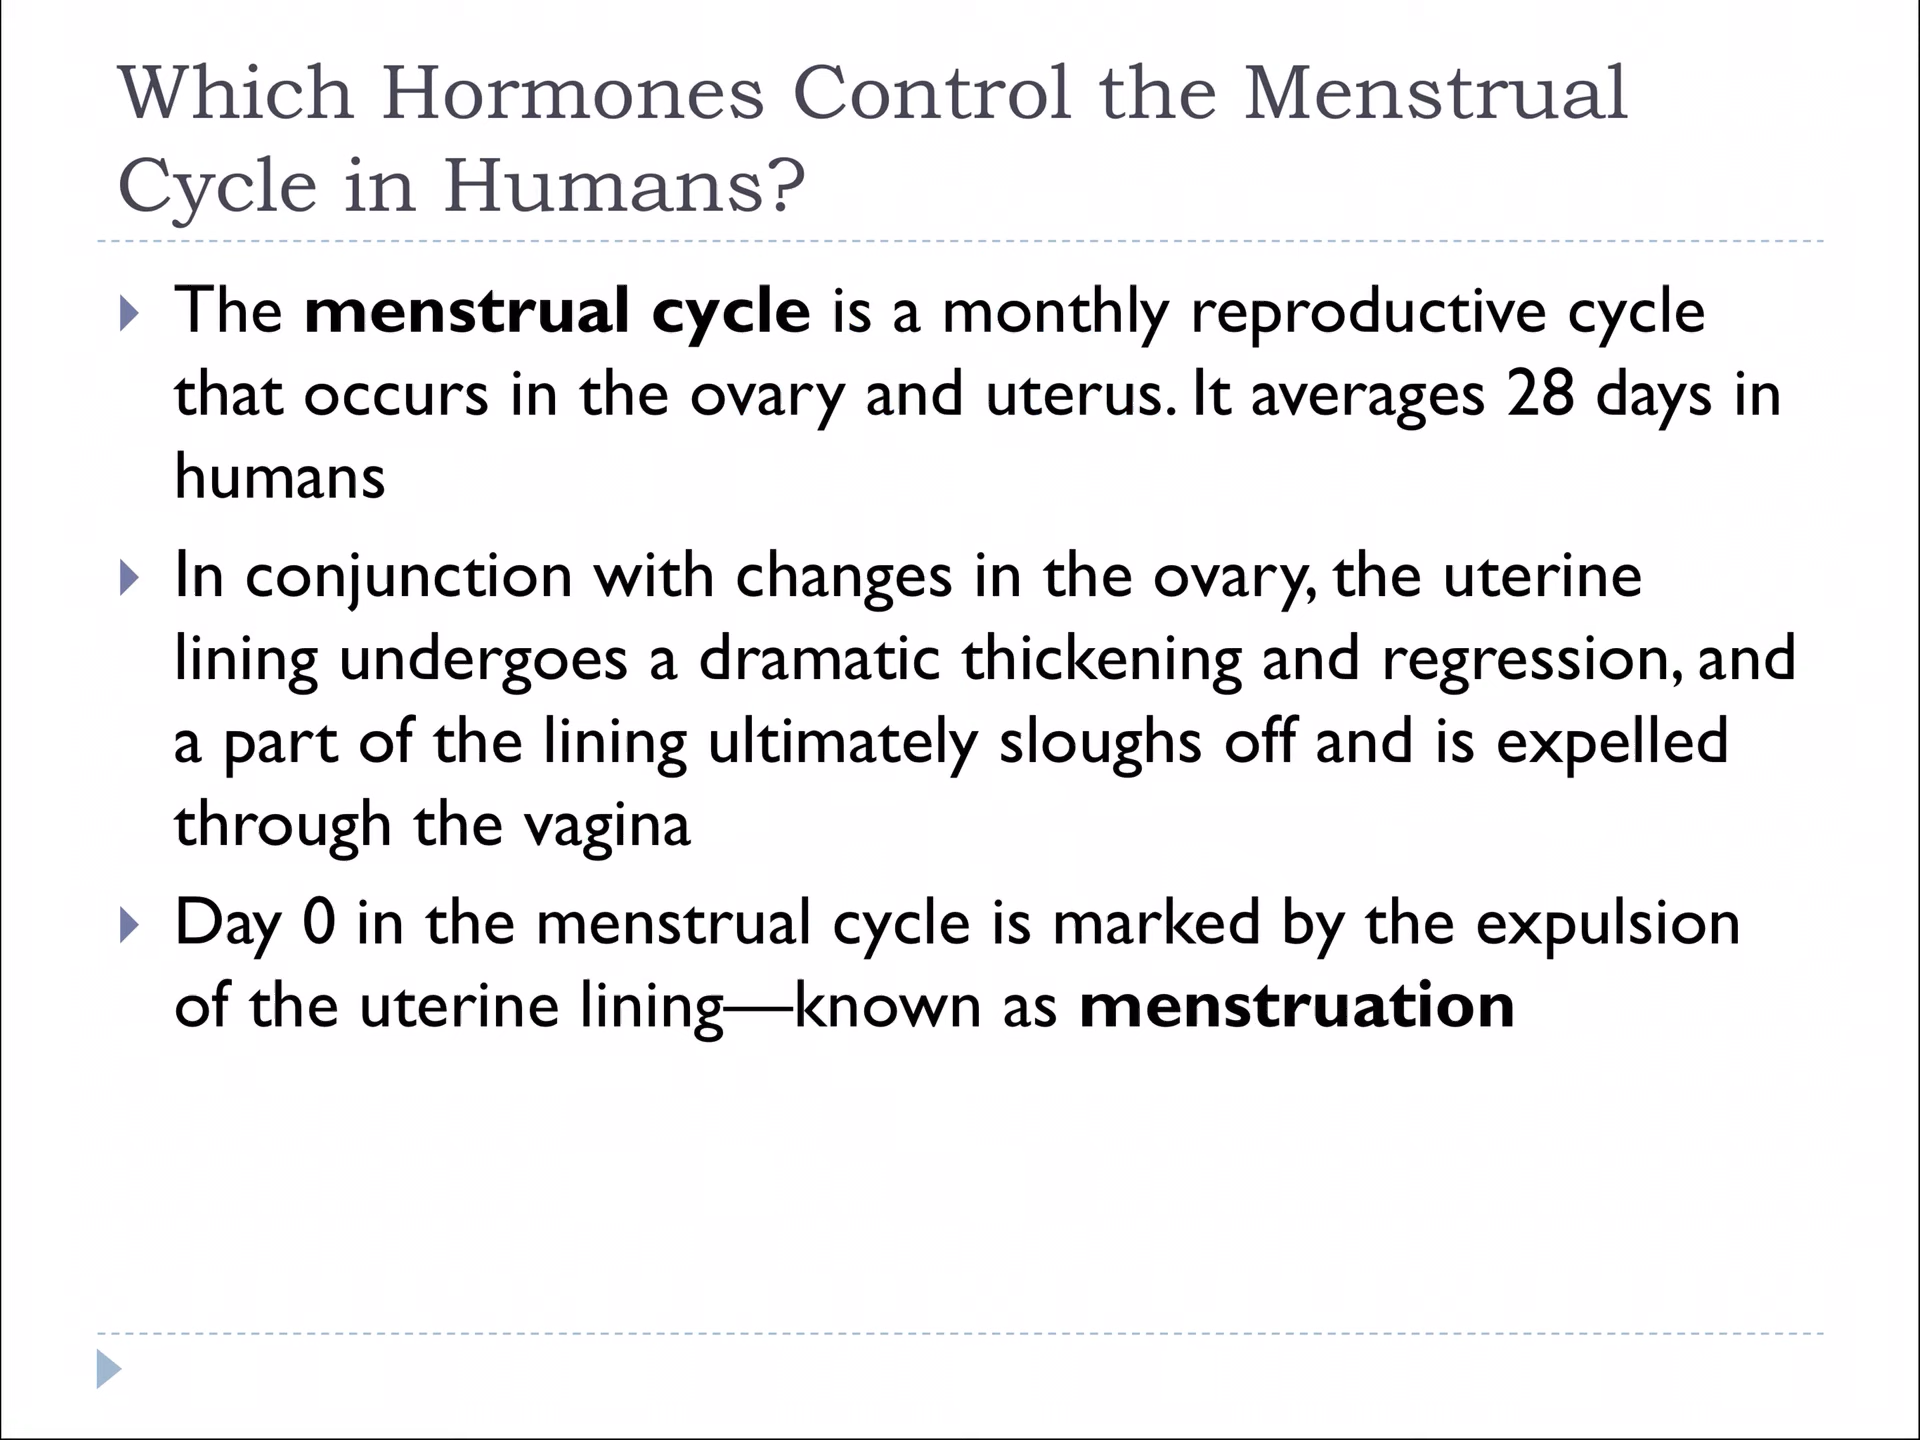 Which Hormones Control the Menstrual
Cycle in Humans?
The menstrual cycle is a monthly reproductive cycle
that occurs in the ovary and uterus. It averages 28 days in
humans
In conjunction with changes in the ovary, the uterine
lining undergoes a dramatic thickening and regression, and
a part of the lining ultimately sloughs off and is expelled
through the vagina
Day 0 in the menstrual cycle is marked by the expulsion
of the uterine lining—known as menstruation